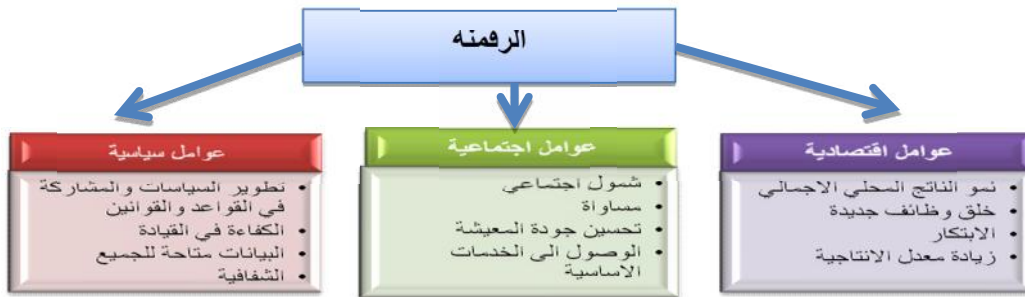 الرقمنه
عوامل اقتصادية
• نمو الناتج المحلي الاجمالي
• خلق وظائف جديدة
• الابتكار
• زيادة معدل الانتاجية
عوامل اجتماعية
• شمول اجتماعي
• مساواة
• تحسين جودة المعيشة
• الوصول الى الخدمات
الاساسية
عوامل سياسية
• تطوير السياسات والمشاركة
في القواعد والقوانين
• الكفاءة في القيادة
• البيانات متاحة للجميع
• الشفافية